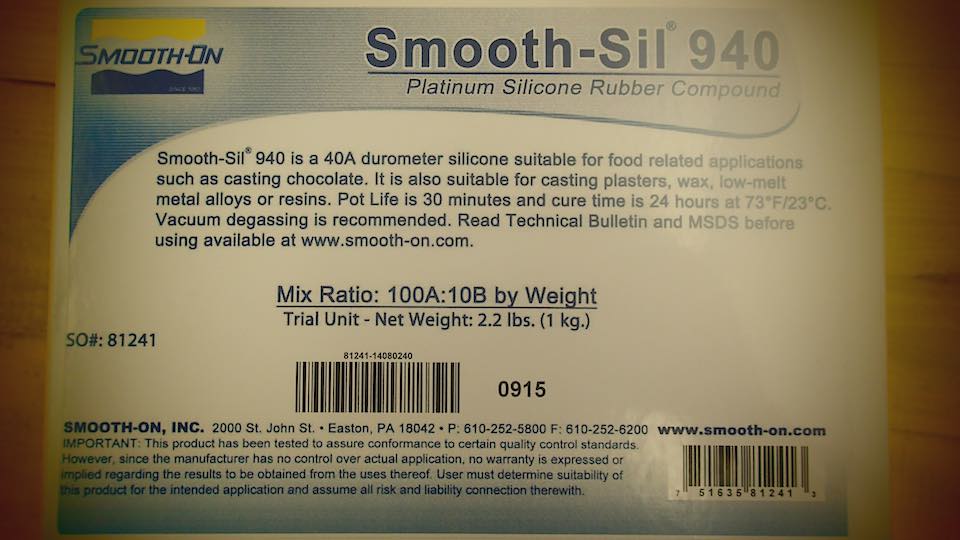 SMOOTH-ON
SINCE 1895
Smooth-Sil® 940
Platinum Silicone Rubber Compound
Smooth-Sil® 940 is a 40A durometer silicone suitable for food related applications
such as casting chocolate. It is also suitable for casting plasters, wax, low-melt
metal alloys or resins. Pot Life is 30 minutes and cure time is 24 hours at 73°F/23°C.
Vacuum degassing is recommended. Read Technical Bulletin and MSDS before
using available at www.smooth-on.com.
Mix Ratio: 100A:10B by Weight
Trial Unit - Net Weight: 2.2 lbs. (1 kg.)
SO#: 81241
81241-14080240
0915
SMOOTH-ON, INC. 2000 St. John St. • Easton, PA 18042 • P: 610-252-5800 F: 610-252-6200 www.smooth-on.com
IMPORTANT: This product has been tested to assure conformance to certain quality control standards.
However, since the manufacturer has no control over actual application, no warranty is expressed or
implied regarding the results to be obtained from the uses thereof. User must determine suitability of
this product for the intended application and assume all risk and liability connection therewith.
7 51635 81241 3